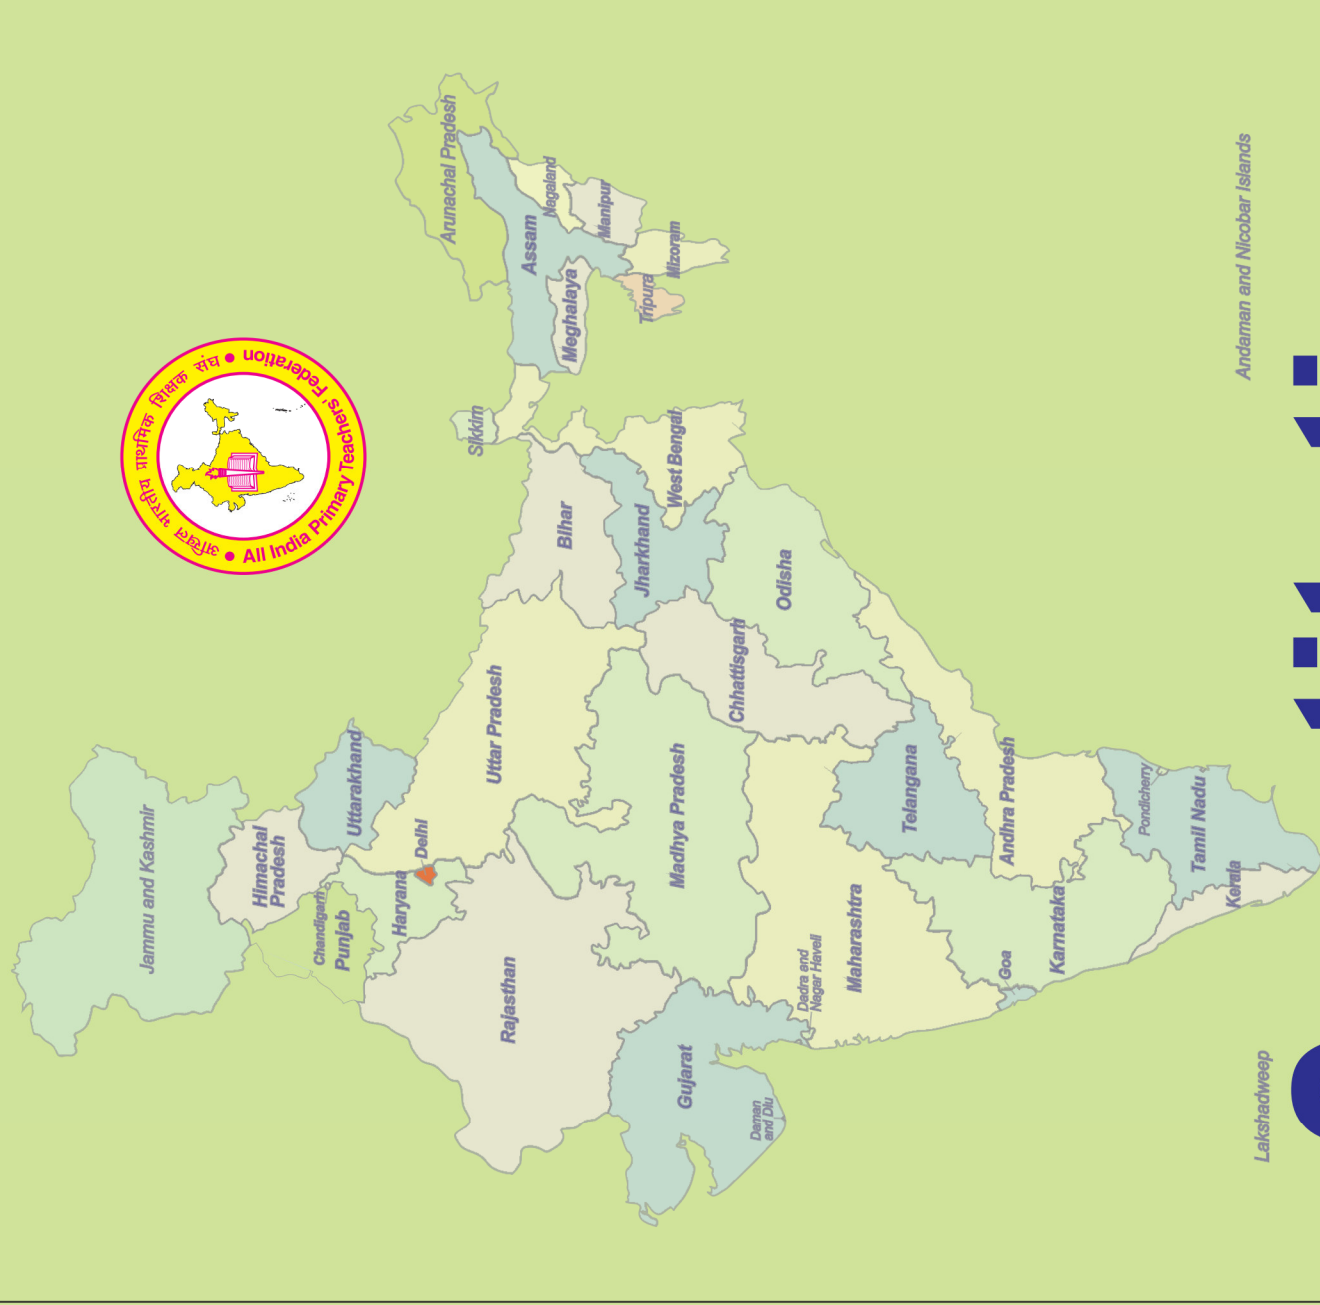 अखिल भारतीय प्राथमिक शिक्षक संघ
All India Primary Teachers' Federation
Jammu and Kashmir
Himachal
Pradesh
Chandigarh
Punjab
Uttarakhand
Haryana
Delhi
Rajasthan
Uttar Pradesh
Bihar
Sikkim
Arunachal Pradesh
Assam
Nagaland
Manipur
Meghalaya
Mizoram
Tripura
West Bengal
Jharkhand
Odisha
Chhattisgarh
Madhya Pradesh
Gujarat
Daman
and Diu
Dadra and
Nagar Haveli
Maharashtra
Telangana
Andhra Pradesh
Goa
Karnataka
Pondicherry
Tamil Nadu
Kerala
Lakshadweep
Andaman and Nicobar Islands